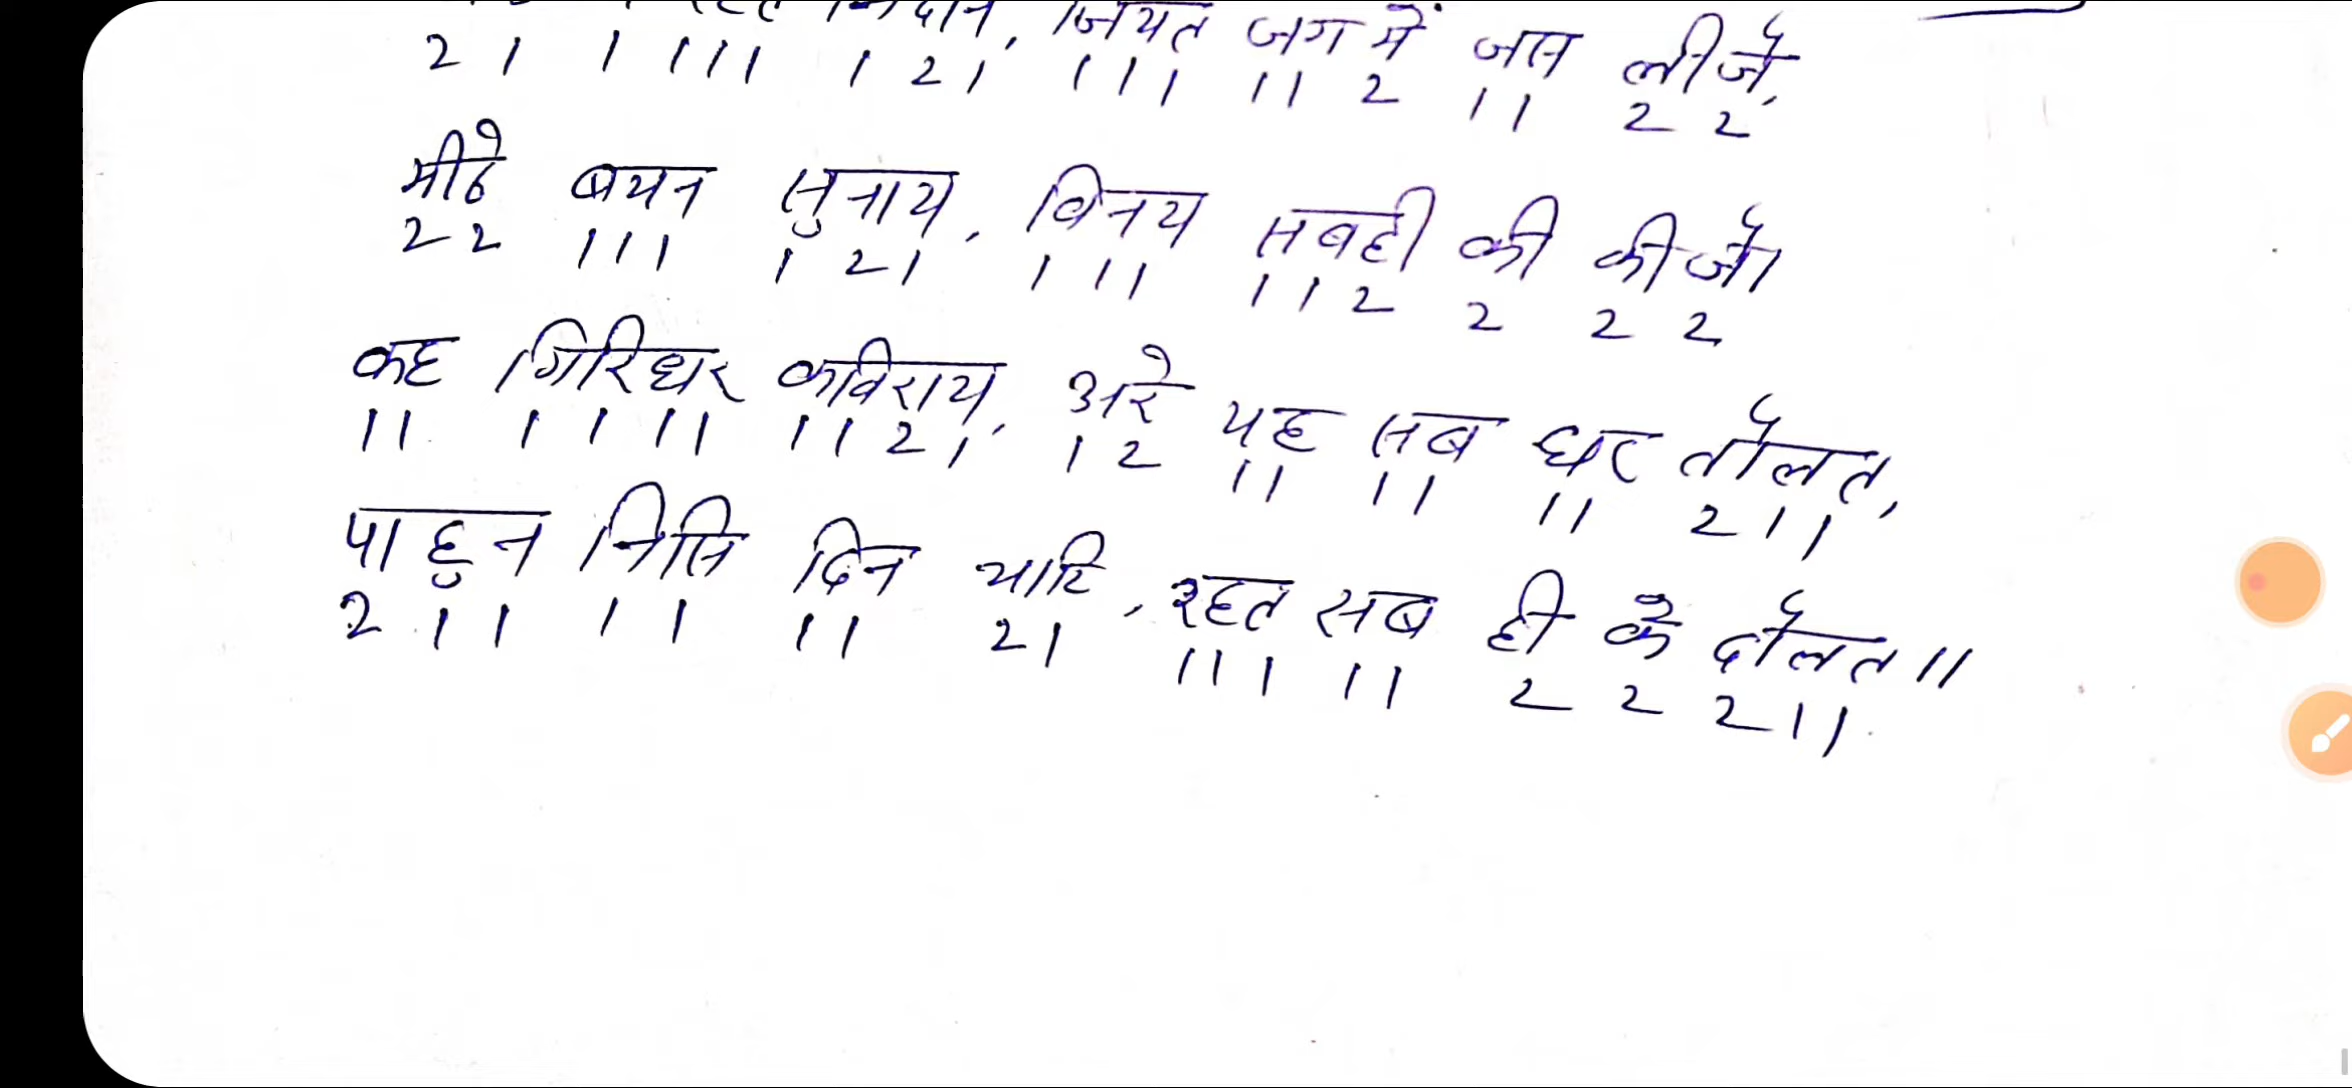 निदान, जियत जग में जस लीजै,
2 1 1 1 1 1 1 2 1 1 1 1 1 1 2 1 1 2 2
मीठे बयन सुनाय, विनय सबही की कीजै।
2 2 1 1 1 1 2 1 1 1 1 1 1 2 2 2 2
कह गिरिधर कविराय, अरे यह सब घट तौलत,
1 1 1 1 1 1 1 1 2 1 1 2 1 1 1 1 1 1 2 1 1
पाहुन निसि दिन चारि, रहत सब ही के दौलत॥
2 1 1 1 1 1 1 2 1 1 1 1 1 1 2 2 2 1 1